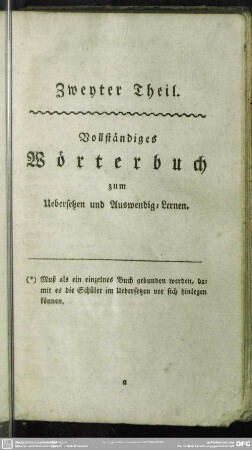 Zweyter Theil.
Vollständiges
Wörterbuch
zum
Uebersetzen und Auswendig-Lernen.
(*) Muß als ein einzelnes Buch gebunden werden, da-
mit es die Schüler im Uebersetzen vor sich hinlegen
können.
a